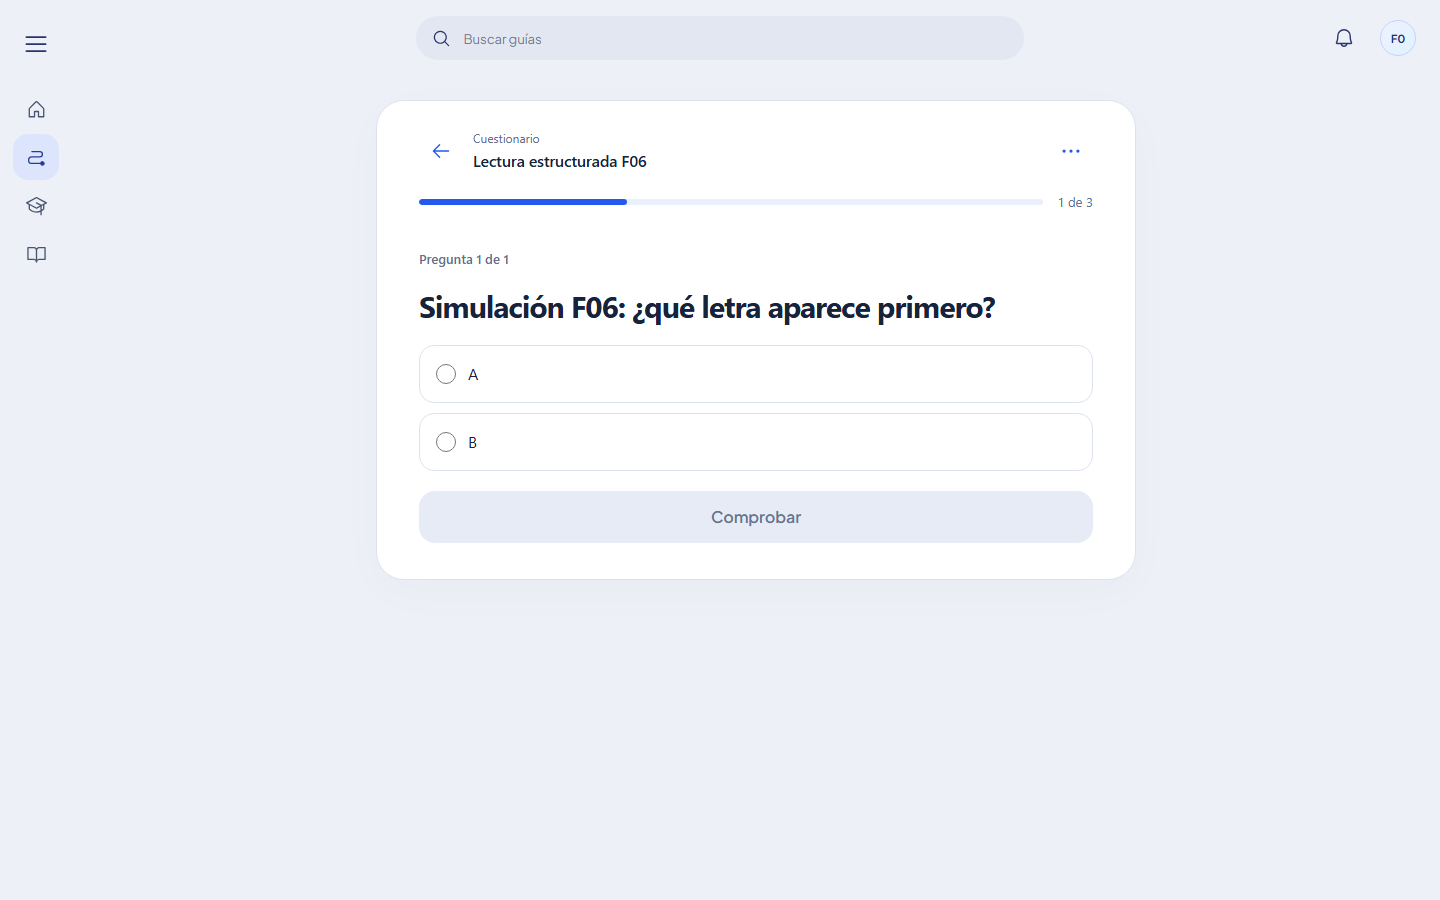 Buscar guías
F0
Cuestionario
Lectura estructurada F06
1 de 3
Pregunta 1 de 1
Simulación F06: ¿qué letra aparece primero?
A
B
Comprobar